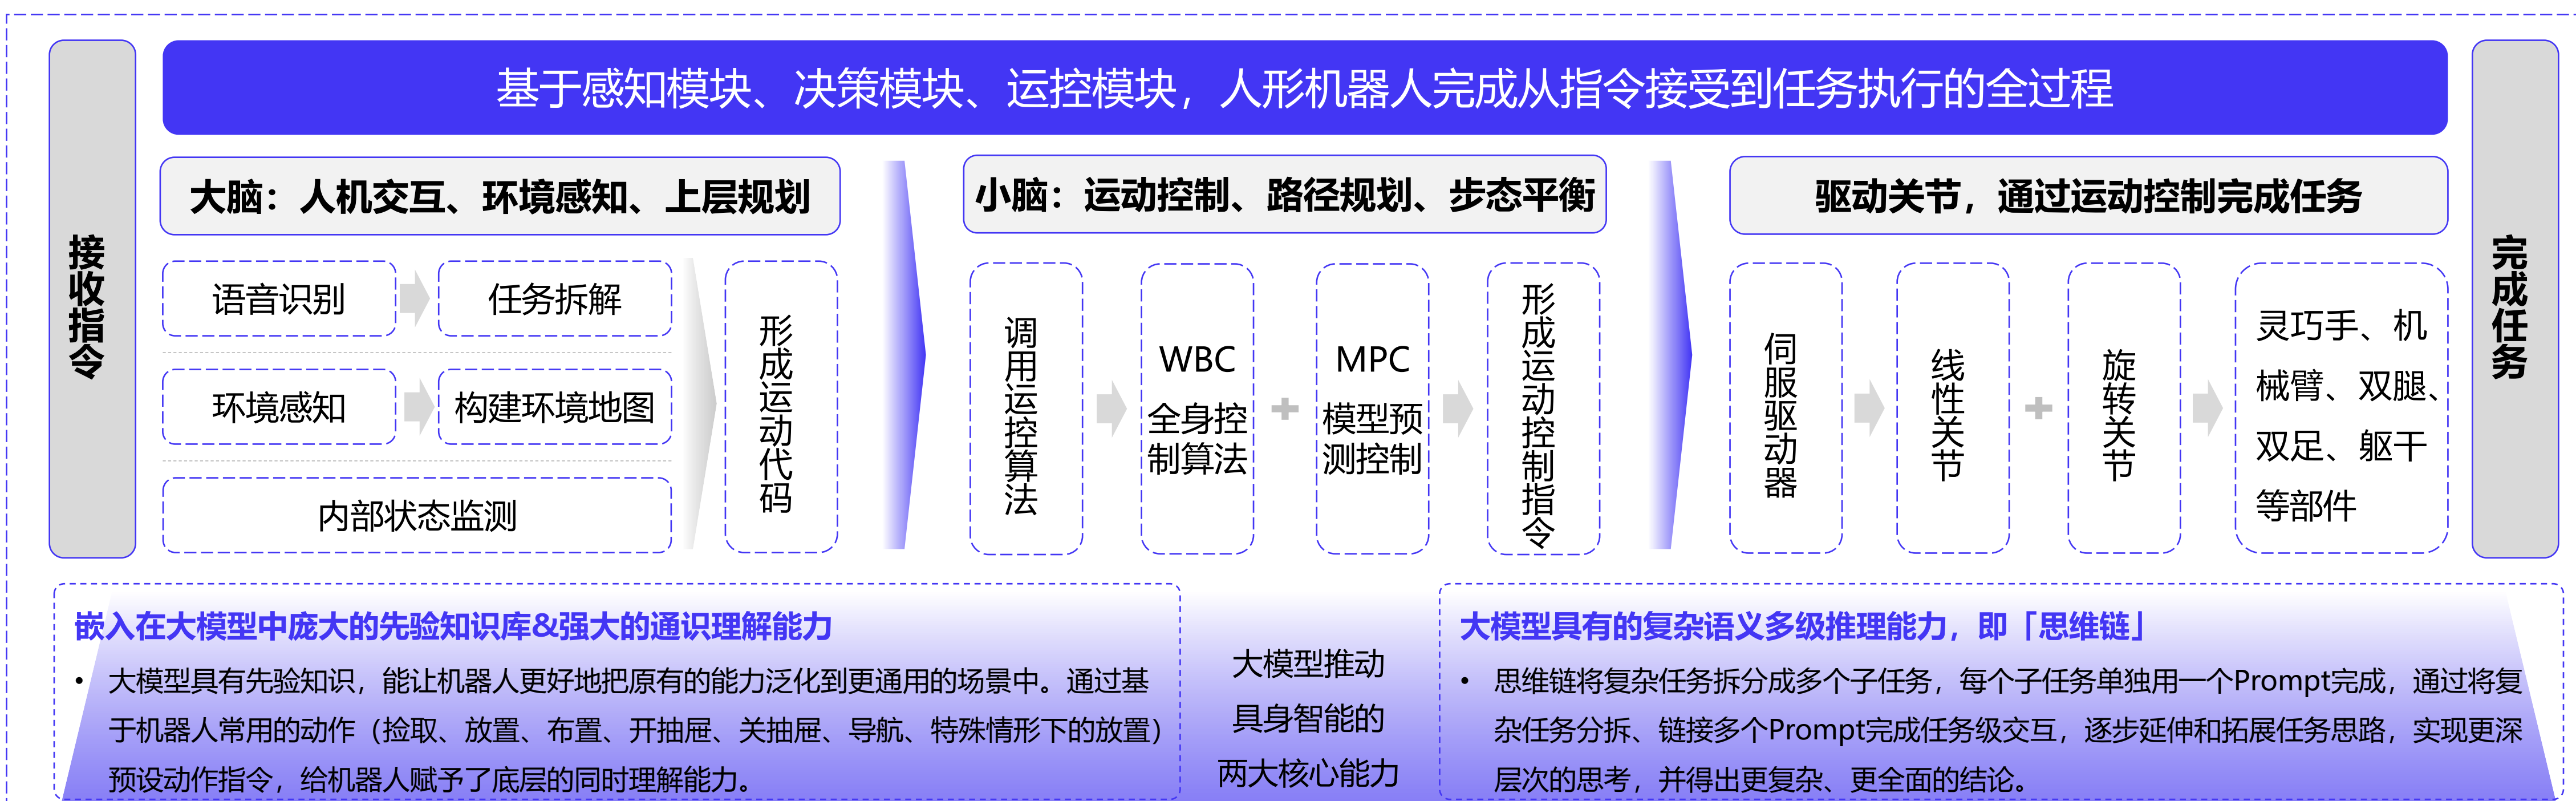 基于感知模块、决策模块、运控模块，人形机器人完成从指令接受到任务执行的全过程
接收指令
大脑：人机交互、环境感知、上层规划
语音识别
任务拆解
环境感知
构建环境地图
内部状态监测
形成运动代码
小脑：运动控制、路径规划、步态平衡
调用运控算法
WBC
全身控
制算法
MPC
模型预
测控制
形成运动控制指令
驱动关节，通过运动控制完成任务
伺服驱动器
线性关节
旋转关节
灵巧手、机
械臂、双腿、
双足、躯干
等部件
完成任务
嵌入在大模型中庞大的先验知识库&强大的通识理解能力
• 大模型具有先验知识，能让机器人更好地把原有的能力泛化到更通用的场景中。通过基
于机器人常用的动作（捡取、放置、布置、开抽屉、关抽屉、导航、特殊情形下的放置）
预设动作指令，给机器人赋予了底层的同时理解能力。
大模型推动
具身智能的
两大核心能力
大模型具有的复杂语义多级推理能力，即「思维链」
• 思维链将复杂任务拆分成多个子任务，每个子任务单独用一个Prompt完成，通过将复
杂任务分拆、链接多个Prompt完成任务级交互，逐步延伸和拓展任务思路，实现更深
层次的思考，并得出更复杂、更全面的结论。